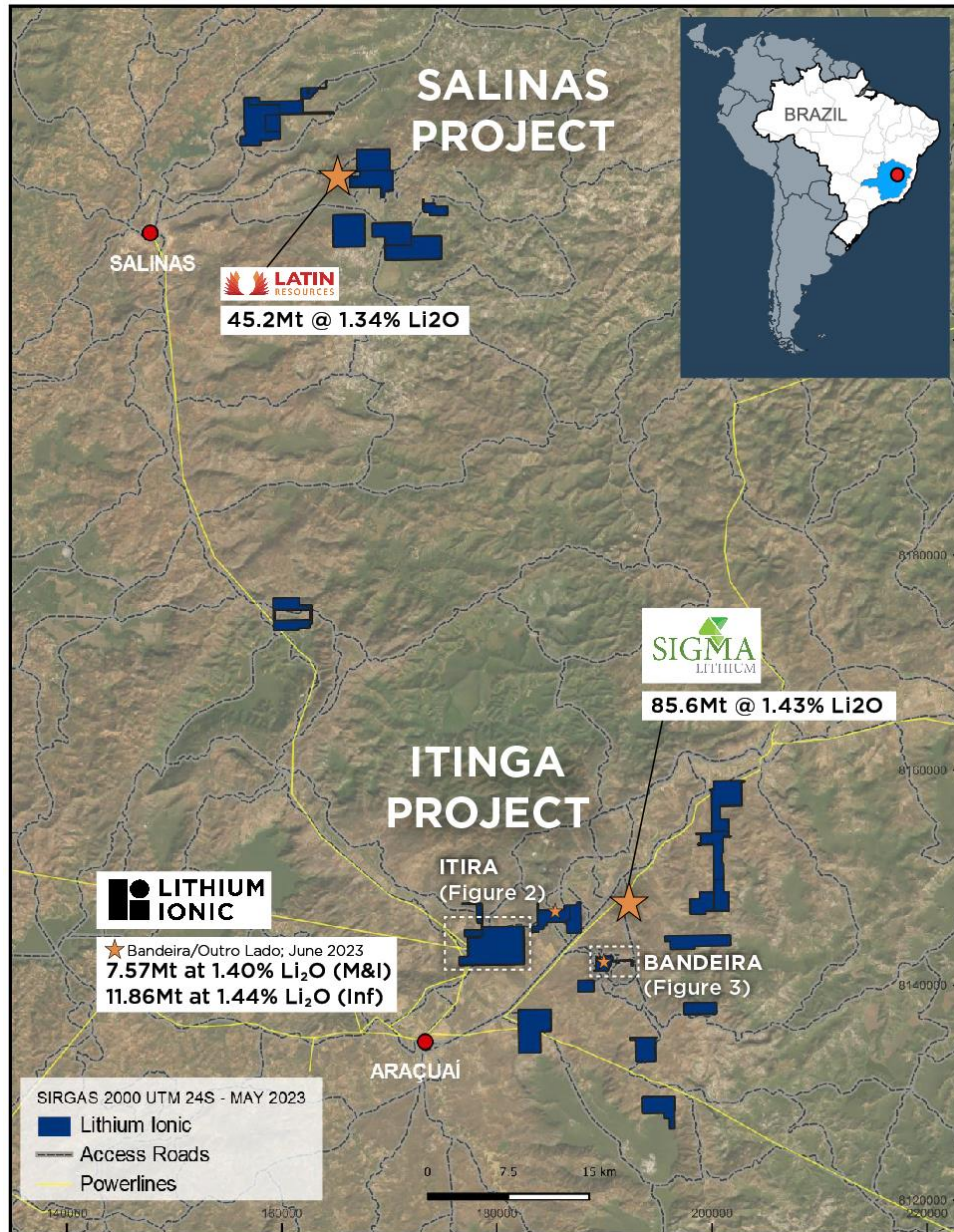 SALINAS
PROJECT
BRAZIL
SALINAS
LATIN
RESOURCES
45.2Mt @ 1.34% Li2O
8180000
SIGMA
LITHIUM
85.6Mt @ 1.43% Li2O
ITINGA
PROJECT
8160000
ITIRA
(Figure 2)
LITHIUM
IONIC
Bandeira/Outro Lado; June 2023
7.57Mt at 1.40% Li₂O (M&I)
11.86Mt at 1.44% Li₂O (Inf)
BANDEIRA
(Figure 3)
8140000
ARAÇUAÍ
SIRGAS 2000 UTM 24S - MAY 2023
Lithium Ionic
Access Roads
Powerlines
0 7.5 15 km
8120000
140000 160000 180000 200000 220000